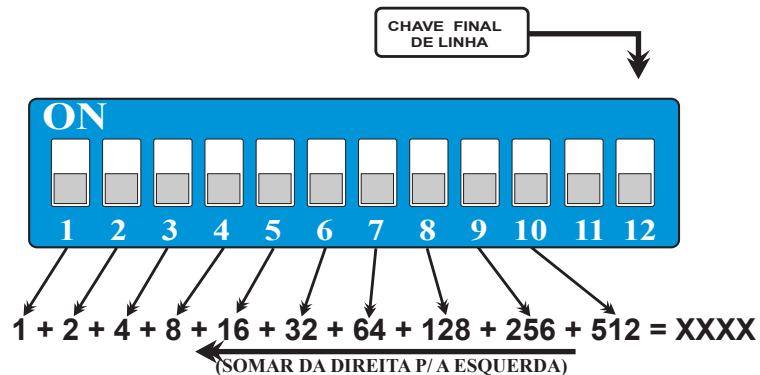 CHAVE FINAL
DE LINHA
ON
1 2 3 4 5 6 7 8 9 10 11 12
1 + 2 + 4 + 8 + 16 + 32 + 64 + 128 + 256 + 512 = XXXX
(SOMAR DA DIREITA P/ A ESQUERDA)